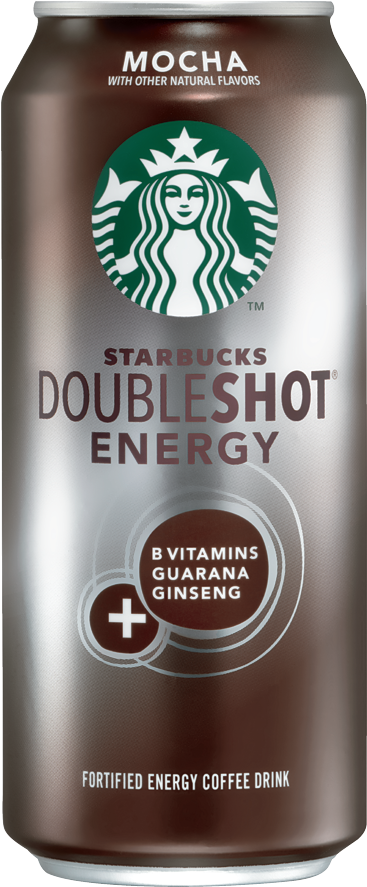 MOCHA
WITH OTHER NATURAL FLAVORS
TM
STARBUCKS
DOUBLESHOT®
ENERGY
B VITAMINS
GUARANA
GINSENG
+
FORTIFIED ENERGY COFFEE DRINK